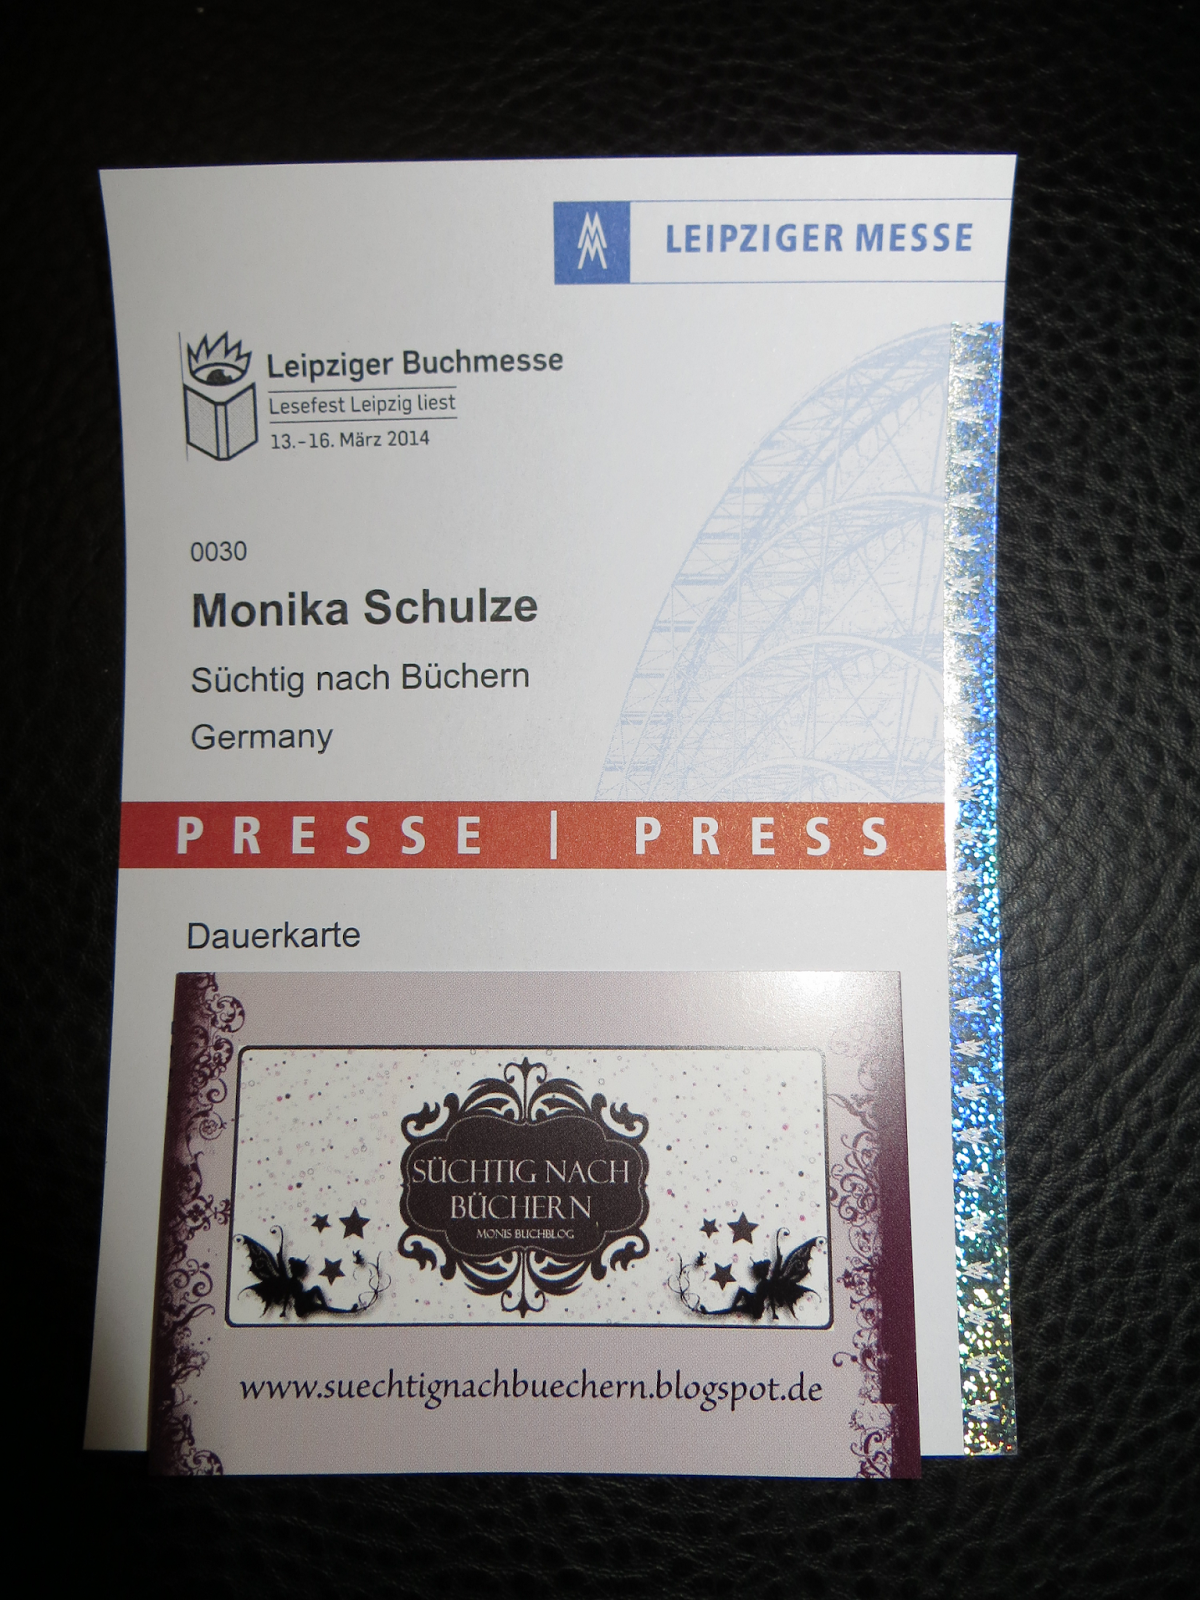 LEIPZIGER MESSE
Leipziger Buchmesse
Lesefest Leipzig liest
13.-16. März 2014
0030
Monika Schulze
Süchtig nach Büchern
Germany
PRESSE | PRESS
Dauerkarte
SÜCHTIG NACH
BÜCHERN
MONIS BUCHBLOG
www.suechtignachbuechern.blogspot.de